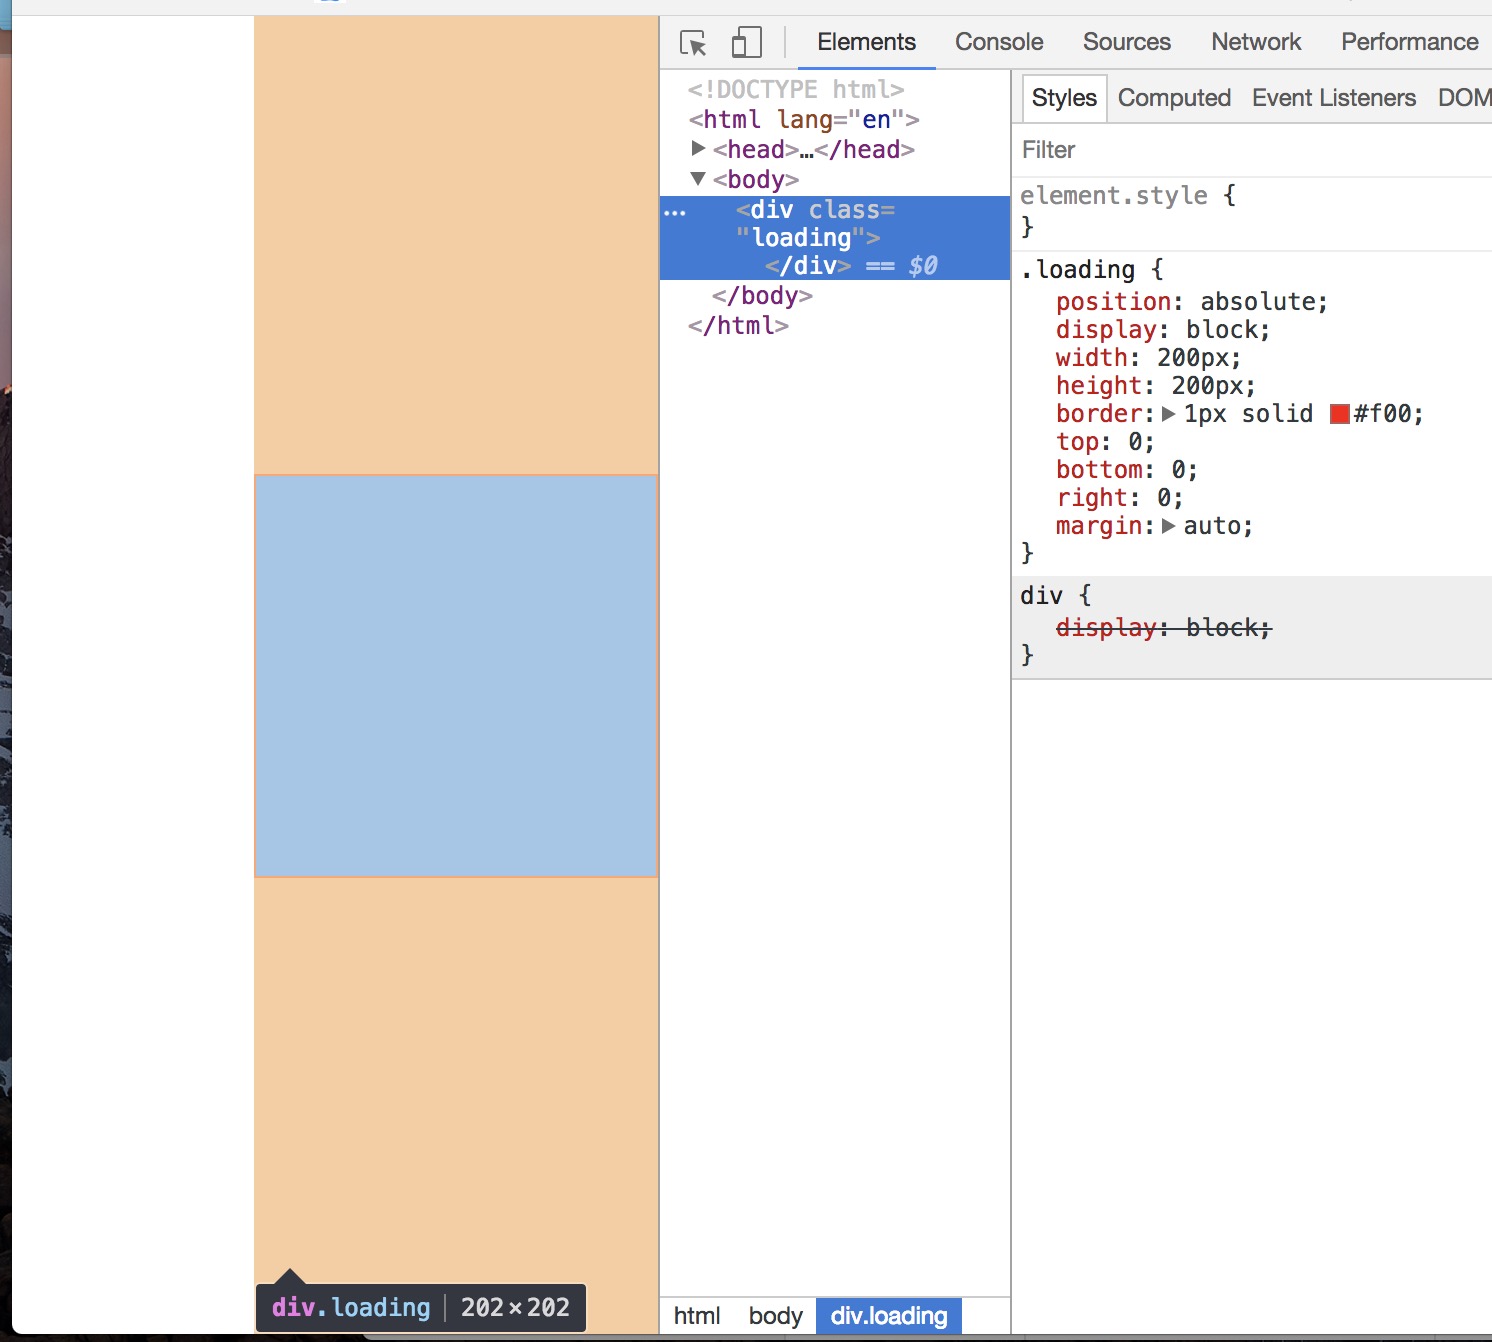 Elements Console Sources Network Performance
<!DOCTYPE html>
<html lang="en">
▶<head>…</head>
▼<body>
… <div class=
"loading">
</div> == $0
</body>
</html>
Styles Computed Event Listeners DOM
Filter
element.style {
}
.loading {
position: absolute;
display: block;
width: 200px;
height: 200px;
border:▶1px solid #f00;
top: 0;
bottom: 0;
right: 0;
margin:▶auto;
}
div {
display: block;
}
div.loading | 202×202
html body div.loading